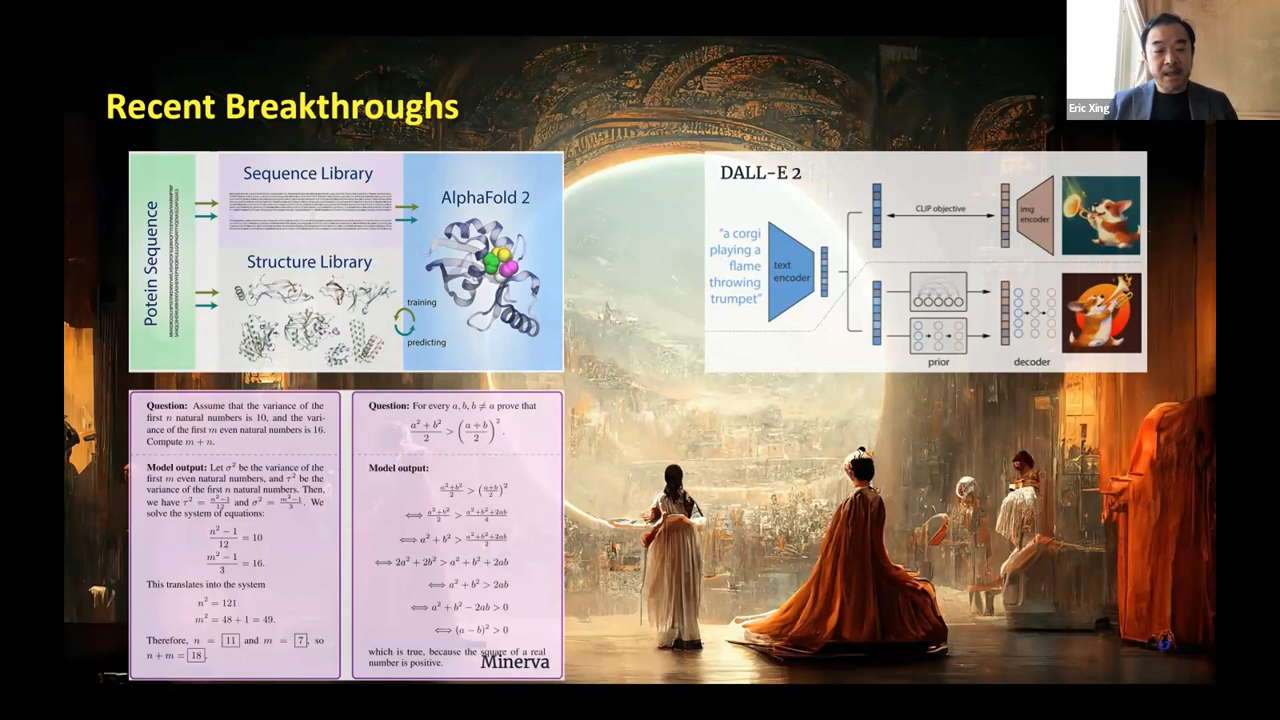 Eric Xing
Recent Breakthroughs
Potein Sequence
Sequence Library
Structure Library
AlphaFold 2
training
predicting
DALL-E 2
"a corgi
playing a
flame
throwing
trumpet"
text
encoder
CLIP objective
img
encoder
prior
decoder
Question: Assume that the variance of the
first n natural numbers is 10, and the vari-
ance of the first m even natural numbers is 16.
Compute m + n.
Model output: Let σ² be the variance of the
first m even natural numbers, and τ² be the
variance of the first n natural numbers. Then,
we have τ² = (n²−1)/12 and σ² = (m²−1)/3. We
solve the system of equations:
(n² − 1)/12 = 10
(m² − 1)/3 = 16.
This translates into the system
n² = 121
m² = 48 + 1 = 49.
Therefore, n = 11 and m = 7, so
n + m = 18.
Question: For every a, b, b ≠ a prove that
(a² + b²)/2 > ((a + b)/2)².
Model output:
(a²+b²)/2 > ((a+b)/2)²
⟺ (a²+b²)/2 > (a²+b²+2ab)/4
⟺ a² + b² > (a²+b²+2ab)/2
⟺ 2a² + 2b² > a² + b² + 2ab
⟺ a² + b² > 2ab
⟺ a² + b² − 2ab > 0
⟺ (a − b)² > 0
which is true, because the square of a real
number is positive.
Minerva